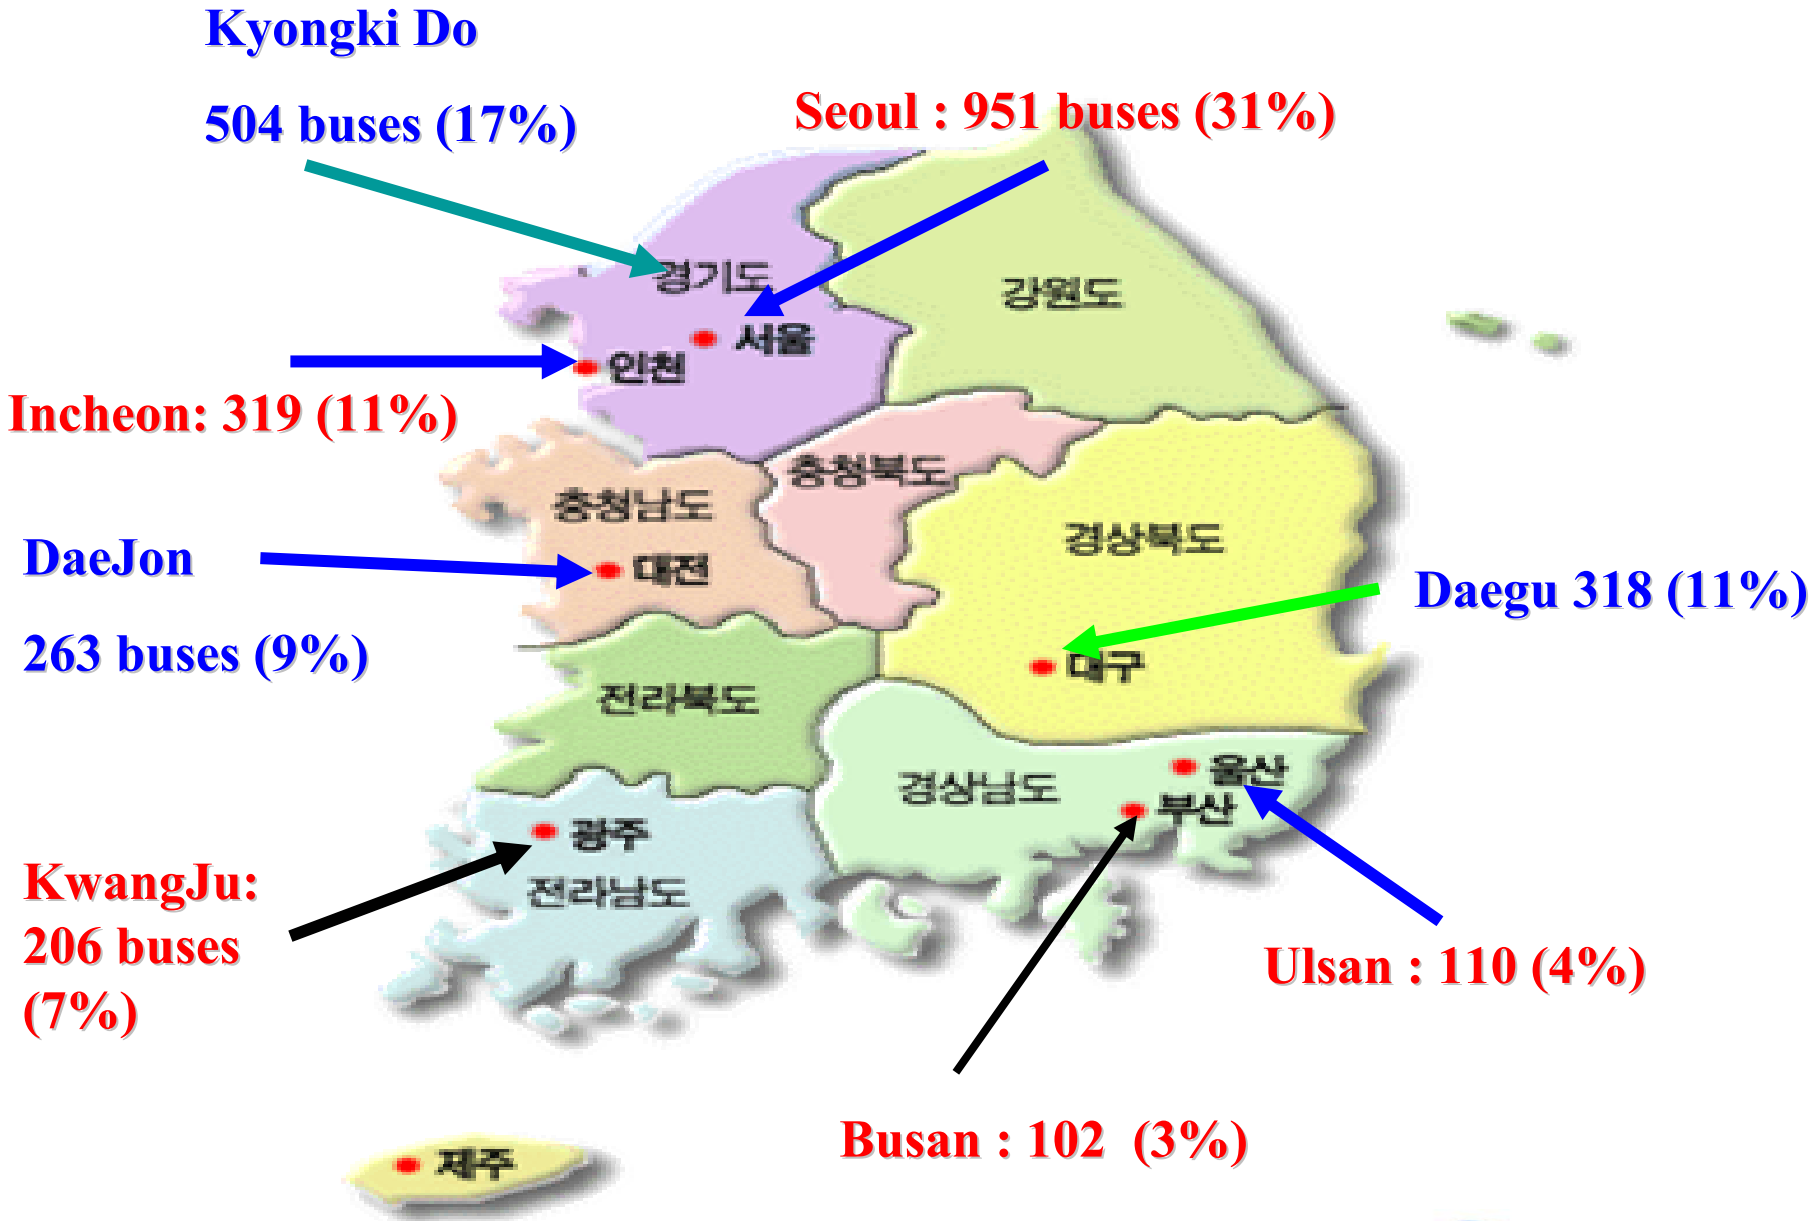 Kyongki Do
504 buses (17%)
Seoul : 951 buses (31%)
경기도
강원도
서울
인천
Incheon: 319 (11%)
충청북도
충청남도
경상북도
DaeJon
대전
Daegu 318 (11%)
263 buses (9%)
대구
전라북도
울산
경상남도
부산
광주
KwangJu:
전라남도
206 buses
Ulsan : 110 (4%)
(7%)
Busan : 102 (3%)
제주